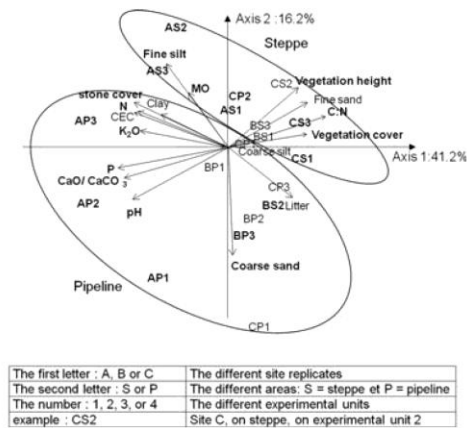 AS2
Axis 2 :16.2%
Steppe
Fine silt
AS3
MO
CS2
Vegetation height
stone cover
CP2
Fine sand
N
Clay
AS1
C:N
CEC
BS3
CS3
AP3
K2O
BS1
Vegetation cover
CP1
Coarse silt
CS1
Axis 1:41.2%
P
BP1
CaO/ CaCO 3
CP3
AP2
BS2
Litter
pH
BP2
BP3
Coarse sand
AP1
Pipeline
CP1
The first letter : A, B or C The different site replicates
The second letter : S or P The different areas: S = steppe et P = pipeline
The number : 1, 2, 3, or 4 The different experimental units
example : CS2 Site C, on steppe, on experimental unit 2